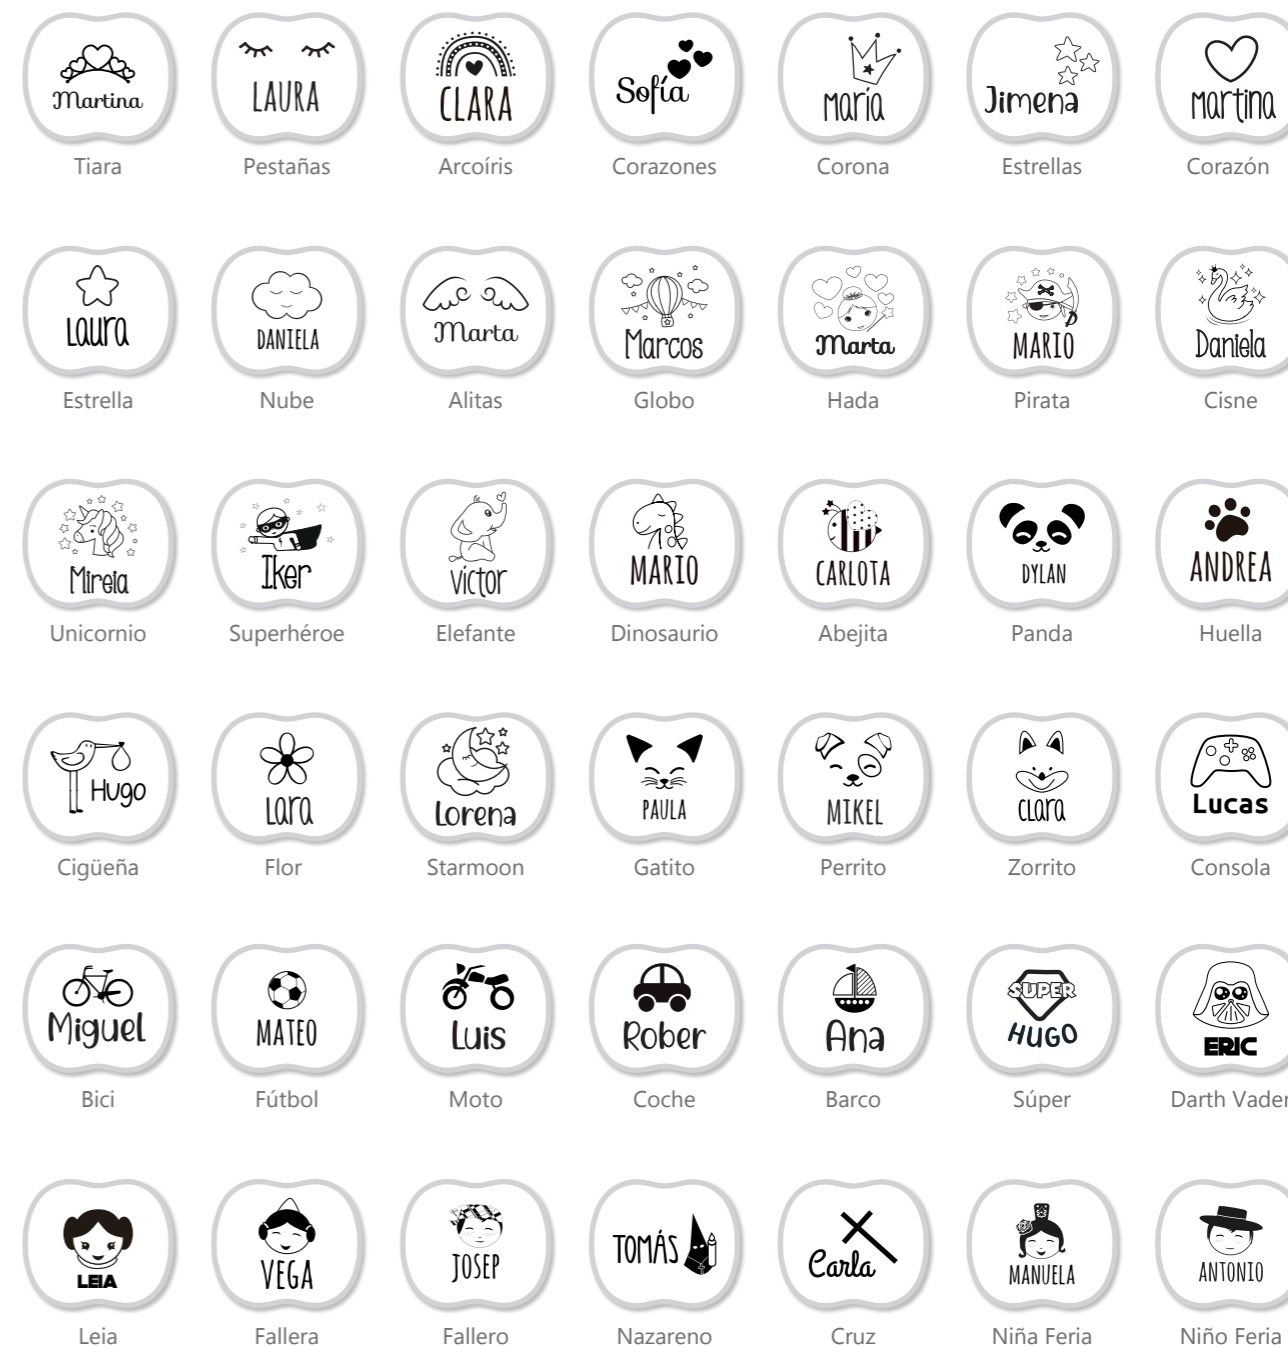 Martina LAURA CLARA Sofía María Jimena Martina
Tiara Pestañas Arcoíris Corazones Corona Estrellas Corazón
Laura DANIELA Marta Marcos Marta MARIO Daniela
Estrella Nube Alitas Globo Hada Pirata Cisne
Mireia Iker víctor MARIO CARLOTA DYLAN ANDREA
Unicornio Superhéroe Elefante Dinosaurio Abejita Panda Huella
Hugo Lara Lorena PAULA MIKEL Clara Lucas
Cigüeña Flor Starmoon Gatito Perrito Zorrito Consola
Miguel MATEO Luis Rober Ana SUPER HUGO ERIC
Bici Fútbol Moto Coche Barco Súper Darth Vader
LEIA VEGA JOSEP TOMÁS Carla MANUELA ANTONIO
Leia Fallera Fallero Nazareno Cruz Niña Feria Niño Feria